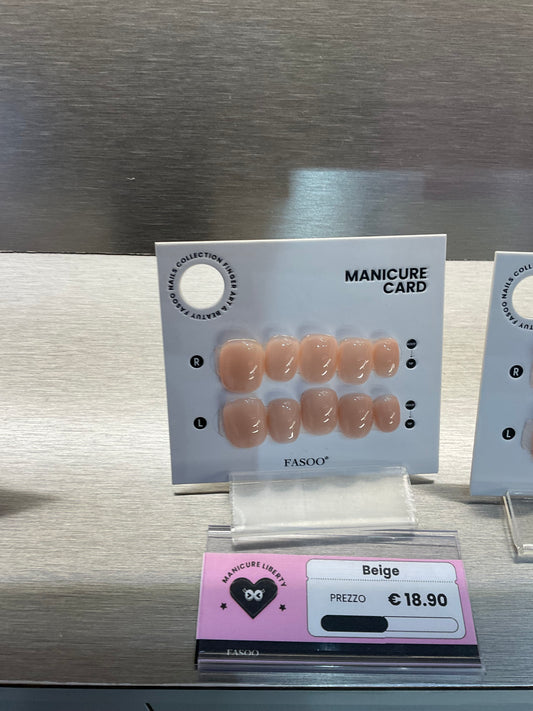 FASOO NAILS COLLECTION FINGER ART & BEATUY
MANICURE
CARD
R
L
FASOO®
R
L
MANICURE LIBERTY
Beige
PREZZO € 18.90
FASOO